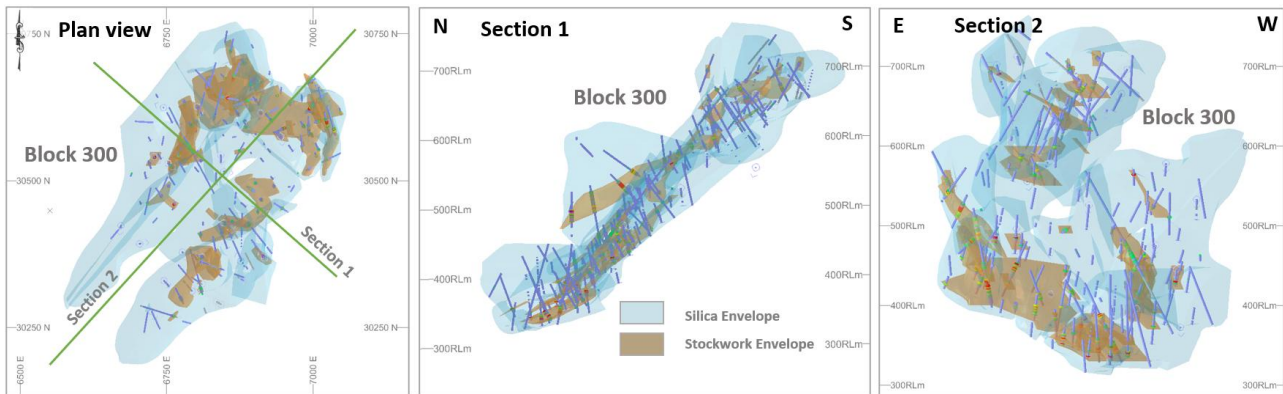 Plan view
30750 N
6750 E
7000 E
30750 N
Block 300
30500 N
30500 N
Section 1
Section 2
30250 N
30250 N
6500 E
6750 E
7000 E
N
Section 1
S
700RLm
700RLm
Block 300
600RLm
600RLm
500RLm
500RLm
400RLm
400RLm
300RLm
300RLm
Silica Envelope
Stockwork Envelope
E
Section 2
W
700RLm
700RLm
Block 300
600RLm
600RLm
500RLm
500RLm
400RLm
400RLm
300RLm
300RLm